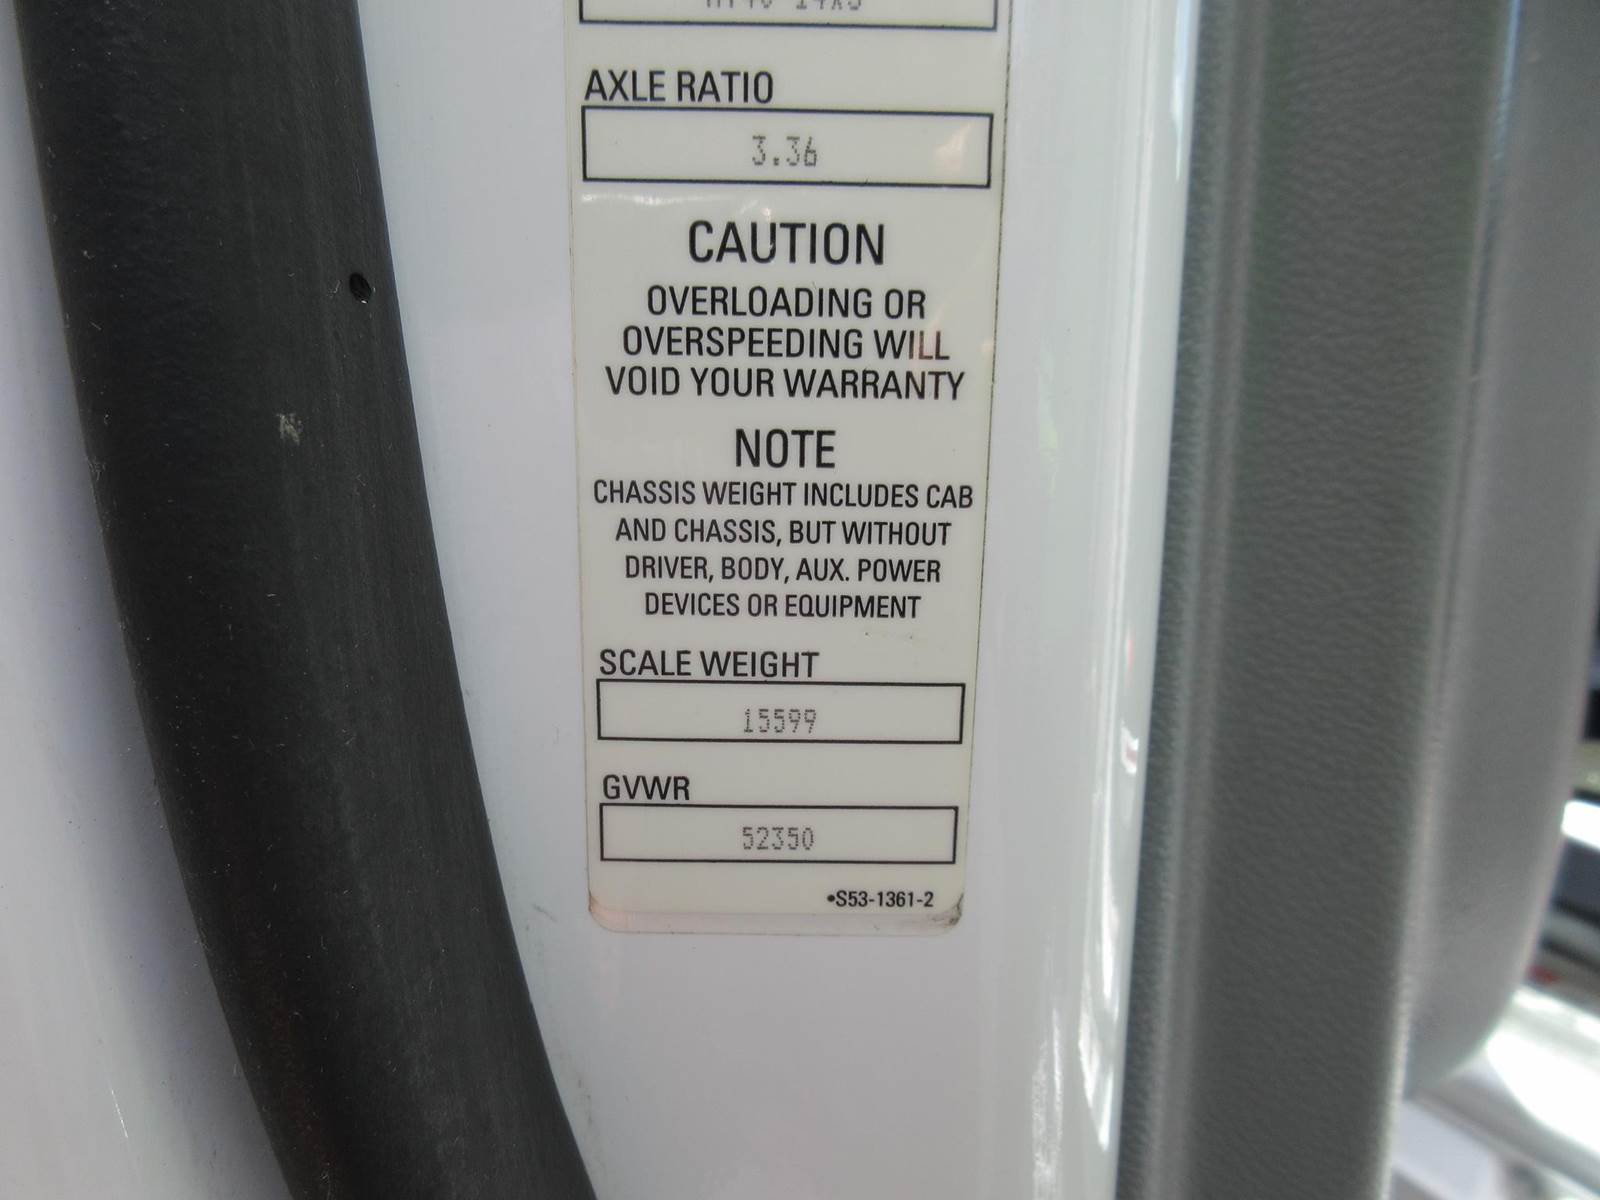 AXLE RATIO
3.36
CAUTION
OVERLOADING OR
OVERSPEEDING WILL
VOID YOUR WARRANTY
NOTE
CHASSIS WEIGHT INCLUDES CAB
AND CHASSIS, BUT WITHOUT
DRIVER, BODY, AUX. POWER
DEVICES OR EQUIPMENT
SCALE WEIGHT
15599
GVWR
52350
•S53-1361-2